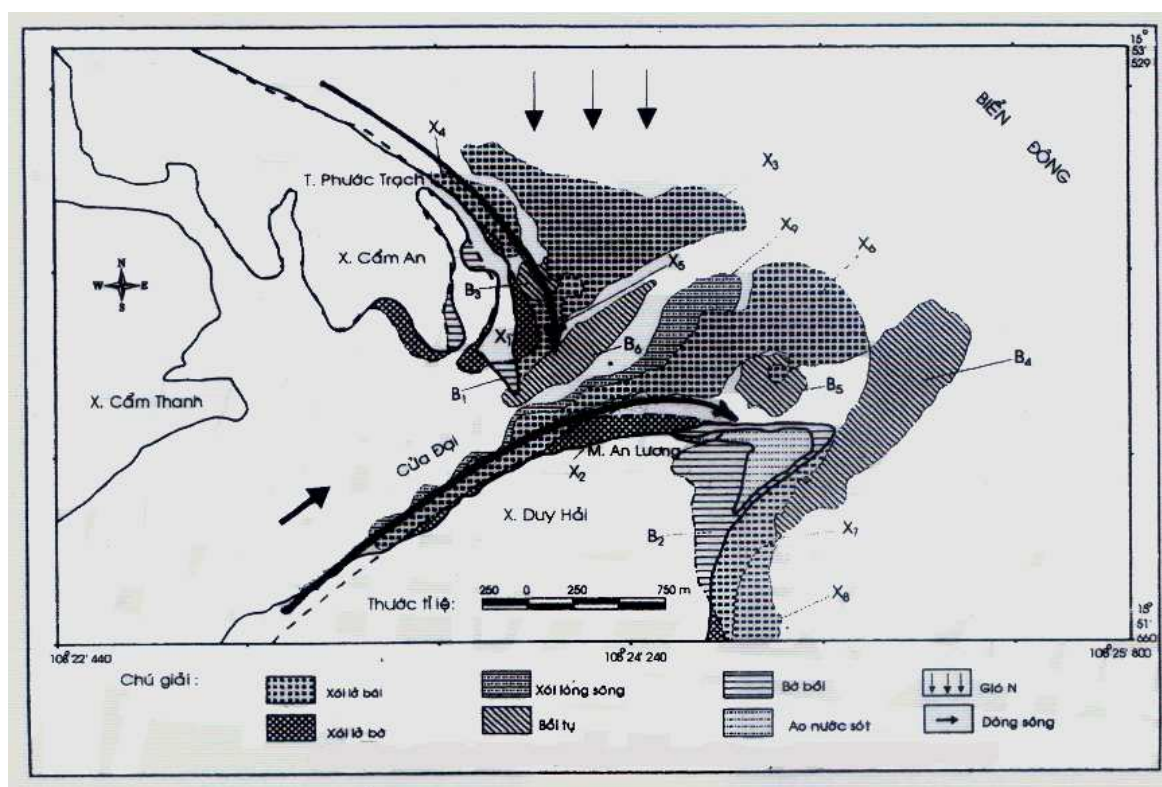 15°
53'
529
BIỂN
ĐÔNG
X4
X3
T. Phước Trạch
X9
X6
X. Cẩm An
X5
B3
X1
B6
B4
B5
B1
X. Cẩm Thanh
Cửa Đại
M. An Lương
X2
X. Duy Hải
B2
X7
X8
N
W E
S
250 0 250 750 m
Thước tỉ lệ:
15°
51'
660
108° 24' 240
108 25' 800
Chú giải :
Xói lở bãi
Xói lòng sông
Bờ bồi
Gió N
Xói lở bờ
Bồi tụ
Ao nước sót
Dòng sông